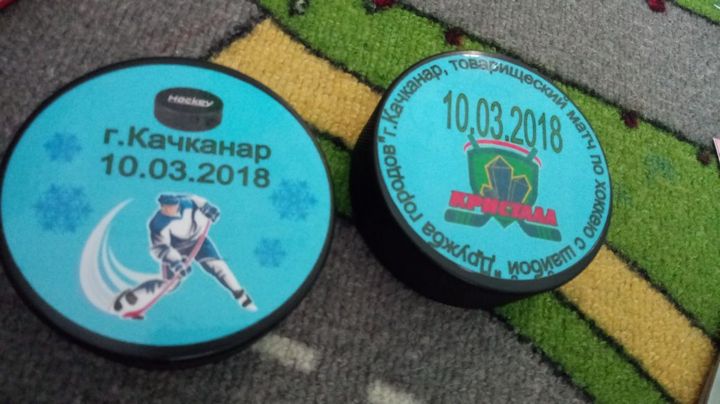 Hockey
г.Качканар
10.03.2018
г.Качканар, товарищеский матч по хоккею с шайбой "Дружба городов"
10.03.2018
КРИСТАЛЛ